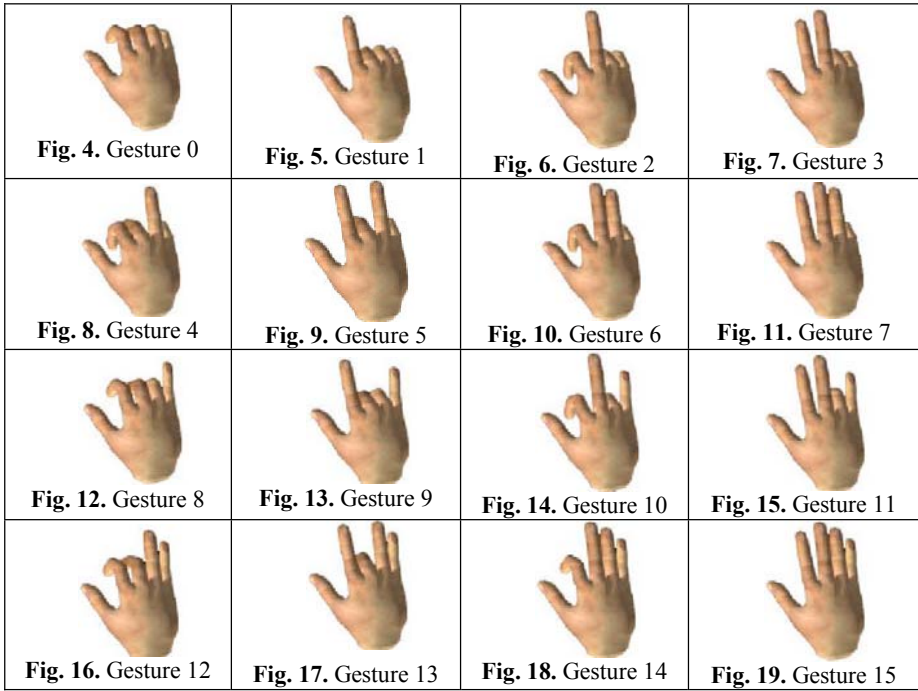 Fig. 4. Gesture 0
Fig. 5. Gesture 1
Fig. 6. Gesture 2
Fig. 7. Gesture 3
Fig. 8. Gesture 4
Fig. 9. Gesture 5
Fig. 10. Gesture 6
Fig. 11. Gesture 7
Fig. 12. Gesture 8
Fig. 13. Gesture 9
Fig. 14. Gesture 10
Fig. 15. Gesture 11
Fig. 16. Gesture 12
Fig. 17. Gesture 13
Fig. 18. Gesture 14
Fig. 19. Gesture 15